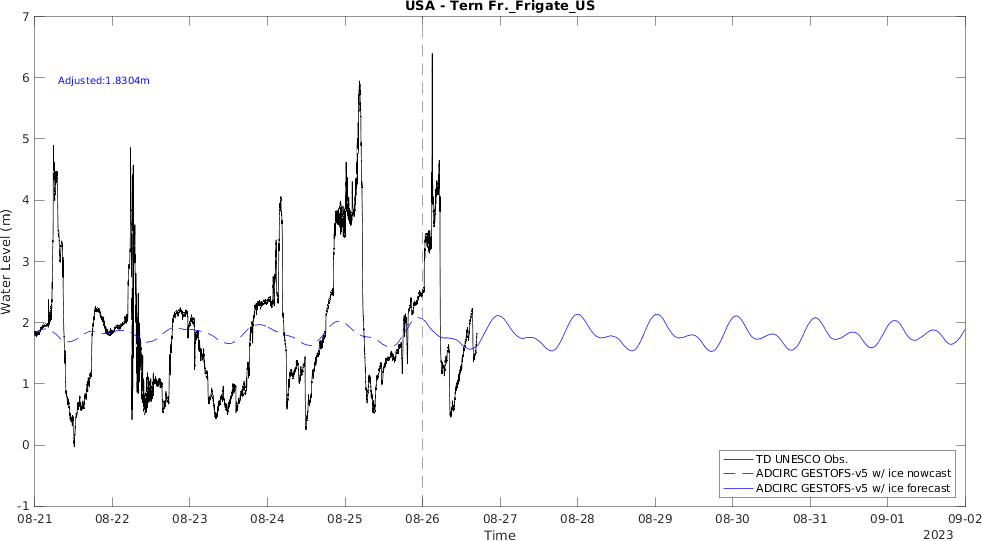 USA - Tern Fr._Frigate_US
7
6
5
4
3
2
1
0
-1
Water Level (m)
Adjusted:1.8304m
TD UNESCO Obs.
ADCIRC GESTOFS-v5 w/ ice nowcast
ADCIRC GESTOFS-v5 w/ ice forecast
08-21 08-22 08-23 08-24 08-25 08-26 08-27 08-28 08-29 08-30 08-31 09-01 09-02
Time
2023